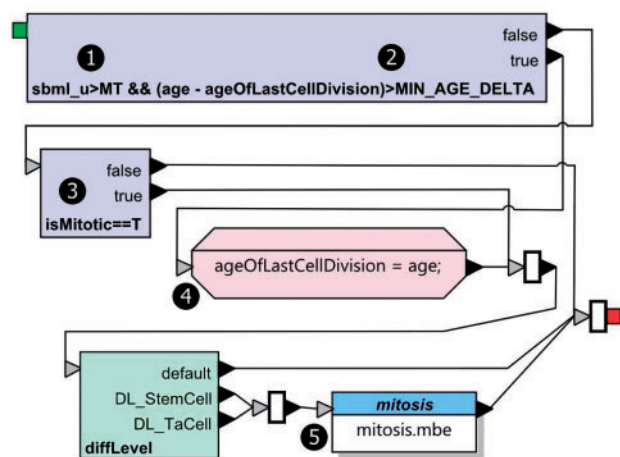 false
1
2
true
sbml_u>MT && (age - ageOfLastCellDivision)>MIN_AGE_DELTA
false
3
true
isMitotic==T
ageOfLastCellDivision = age;
4
default
DL_StemCell
mitosis
DL_TaCell
mitosis.mbe
5
diffLevel